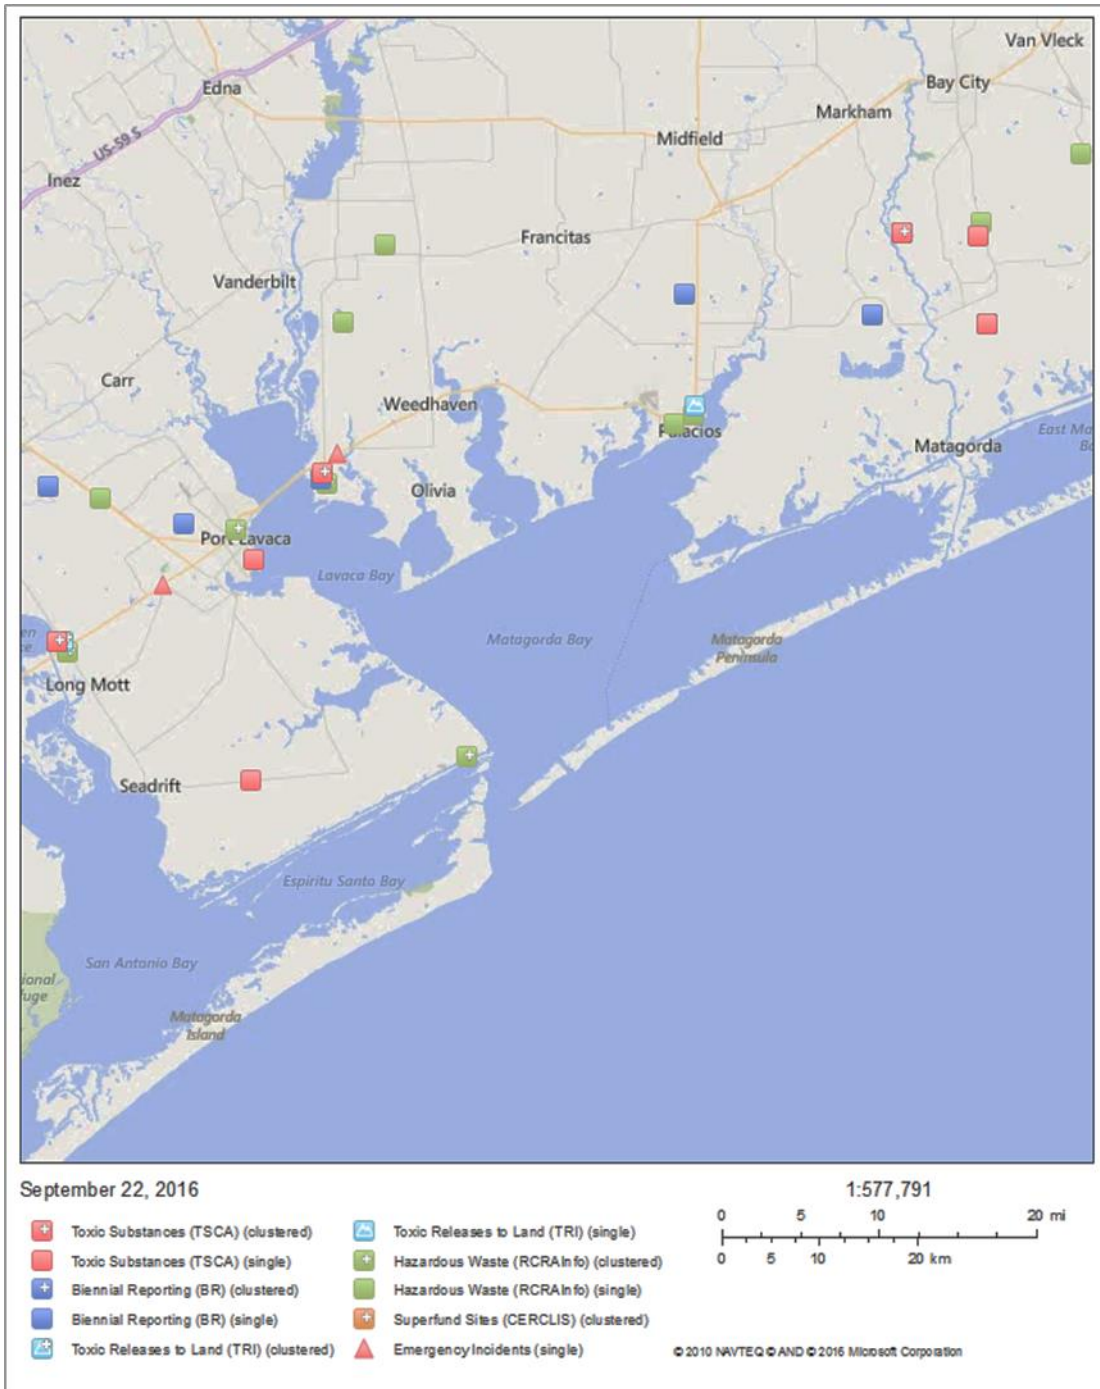 Van Vleck
Edna
Bay City
Markham
US-59 S
Midfield
Inez
Francitas
Vanderbilt
Carr
Weedhaven
Palacios
East Ma
Matagorda
Olivia
Port Lavaca
Lavaca Bay
Matagorda Bay
Matagorda
Peninsula
Long Mott
Seadrift
Espiritu Santo Bay
San Antonio Bay
ional
fuge
Matagorda
Island
September 22, 2016
1:577,791
0 5 10 20 mi
0 5 10 20 km
Toxic Substances (TSCA) (clustered)
Toxic Substances (TSCA) (single)
Biennial Reporting (BR) (clustered)
Biennial Reporting (BR) (single)
Toxic Releases to Land (TRI) (clustered)
Toxic Releases to Land (TRI) (single)
Hazardous Waste (RCRAInfo) (clustered)
Hazardous Waste (RCRAInfo) (single)
Superfund Sites (CERCLIS) (clustered)
Emergency Incidents (single)
© 2010 NAVTEQ © AND © 2016 Microsoft Corporation